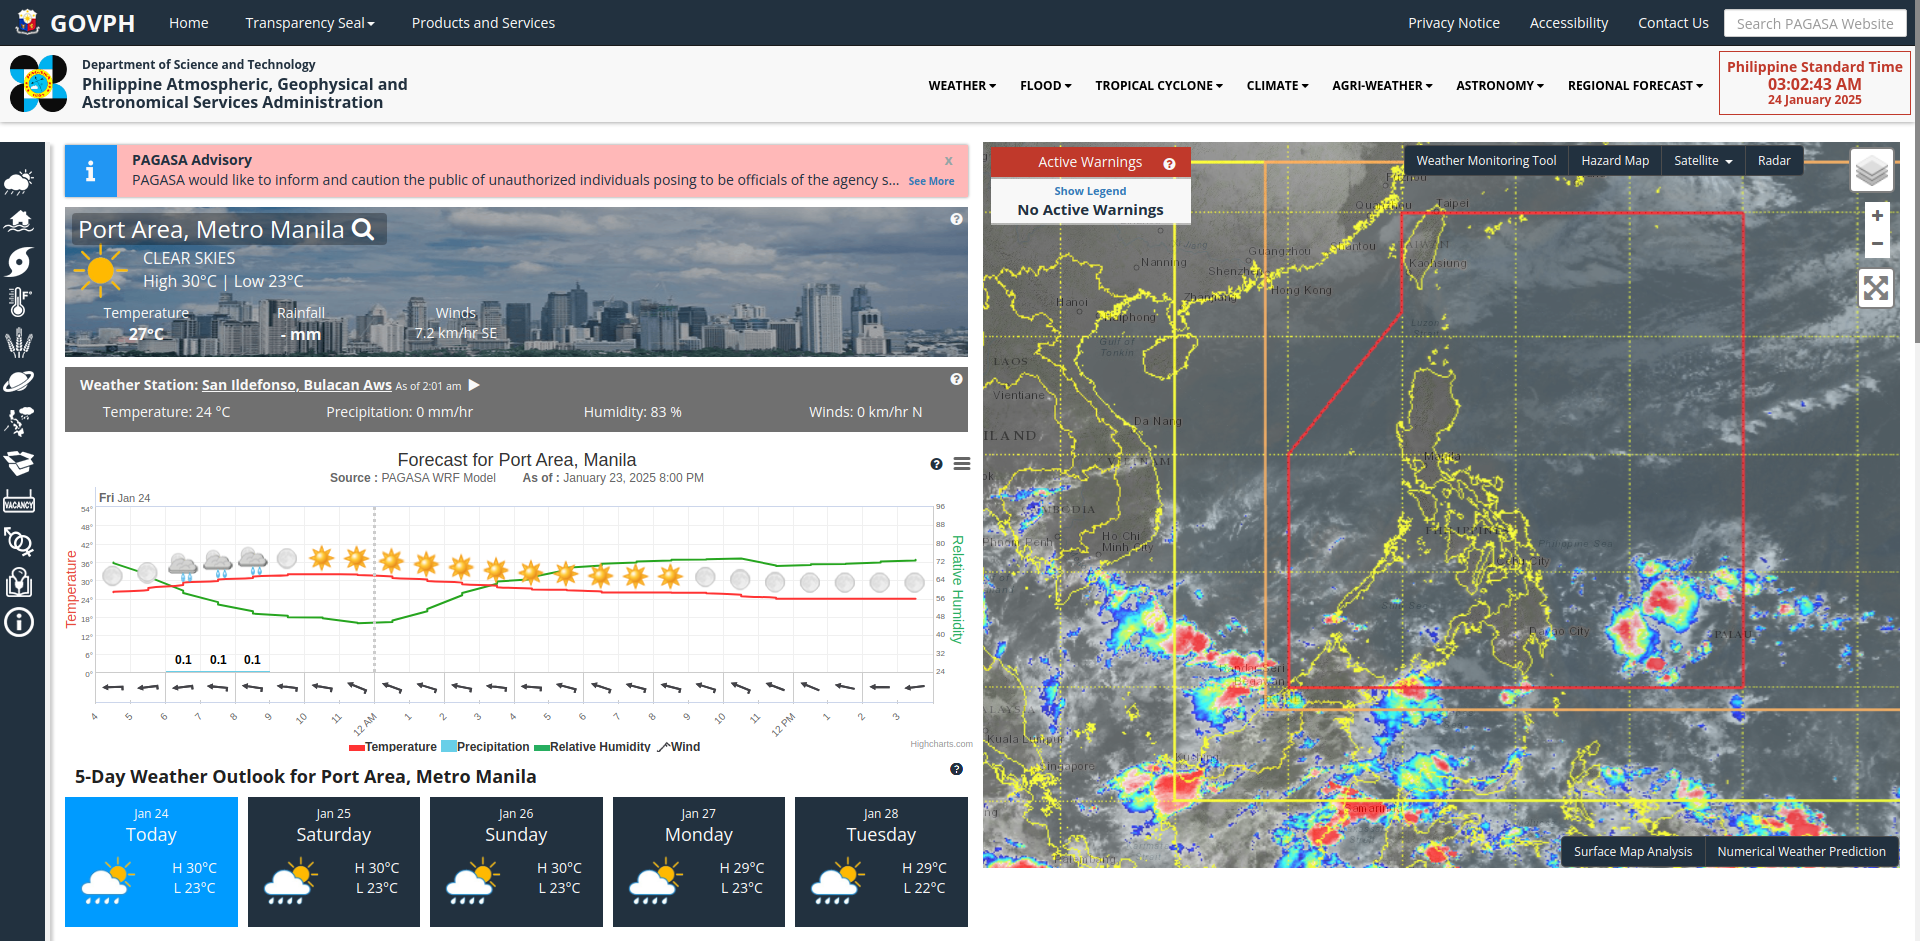 GOVPH
Home
Transparency Seal
Products and Services
Privacy Notice
Accessibility
Contact Us
Search PAGASA Website
Department of Science and Technology
Philippine Atmospheric, Geophysical and
Astronomical Services Administration
WEATHER
FLOOD
TROPICAL CYCLONE
CLIMATE
AGRI-WEATHER
ASTRONOMY
REGIONAL FORECAST
Philippine Standard Time
03:02:43 AM
24 January 2025
VACANCY
PAGASA Advisory
x
PAGASA would like to inform and caution the public of unauthorized individuals posing to be officials of the agency s... See More
Port Area, Metro Manila
CLEAR SKIES
High 30°C | Low 23°C
Temperature
Rainfall
Winds
27°C
- mm
7.2 km/hr SE
Weather Station: San Ildefonso, Bulacan Aws As of 2:01 am
Temperature: 24 °C
Precipitation: 0 mm/hr
Humidity: 83 %
Winds: 0 km/hr N
Forecast for Port Area, Manila
Source : PAGASA WRF Model As of : January 23, 2025 8:00 PM
Fri Jan 24
Temperature
54°
48°
42°
36°
30°
24°
18°
12°
6°
0°
96
88
80
72
64
56
48
40
32
24
Relative Humidity
0.1 0.1 0.1
4 5 6 7 8 9 10 11 12 AM 1 2 3 4 5 6 7 8 9 10 11 12 PM 1 2 3
Temperature Precipitation Relative Humidity Wind
Highcharts.com
5-Day Weather Outlook for Port Area, Metro Manila
Jan 24
Today
H 30°C
L 23°C
Jan 25
Saturday
H 30°C
L 23°C
Jan 26
Sunday
H 30°C
L 23°C
Jan 27
Monday
H 29°C
L 23°C
Jan 28
Tuesday
H 29°C
L 22°C
Active Warnings
Show Legend
No Active Warnings
Weather Monitoring Tool
Hazard Map
Satellite
Radar
+
−
Taipei
Guangzhou
Nanning
Kaohsiung
Shenzhen
Hong Kong
Hanoi
Gulf of
Tonkin
LAOS
Vientiane
Da Nang
VIETNAM
Manila
Ho Chi
Minh City
Davao City
PALAU
Kuala Lumpur
Surface Map Analysis
Numerical Weather Prediction